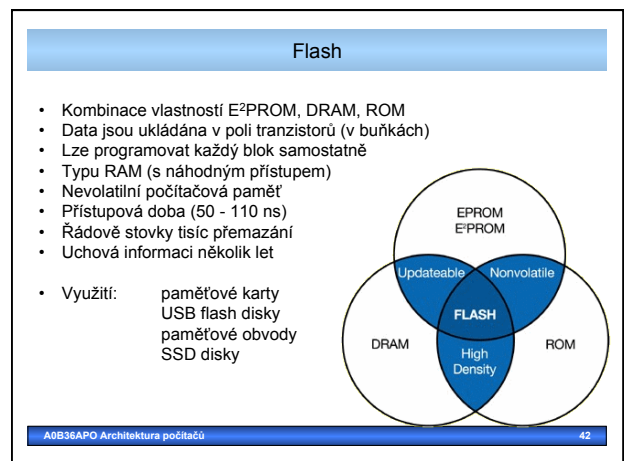 Flash
• Kombinace vlastností E²PROM, DRAM, ROM
• Data jsou ukládána v poli tranzistorů (v buňkách)
• Lze programovat každý blok samostatně
• Typu RAM (s náhodným přístupem)
• Nevolatilní počítačová paměť
• Přístupová doba (50 - 110 ns)
• Řádově stovky tisíc přemazání
• Uchová informaci několik let
• Využití: paměťové karty
USB flash disky
paměťové obvody
SSD disky
EPROM
E²PROM
Updateable
Nonvolatile
FLASH
DRAM
High
Density
ROM
A0B36APO Architektura počítačů 42